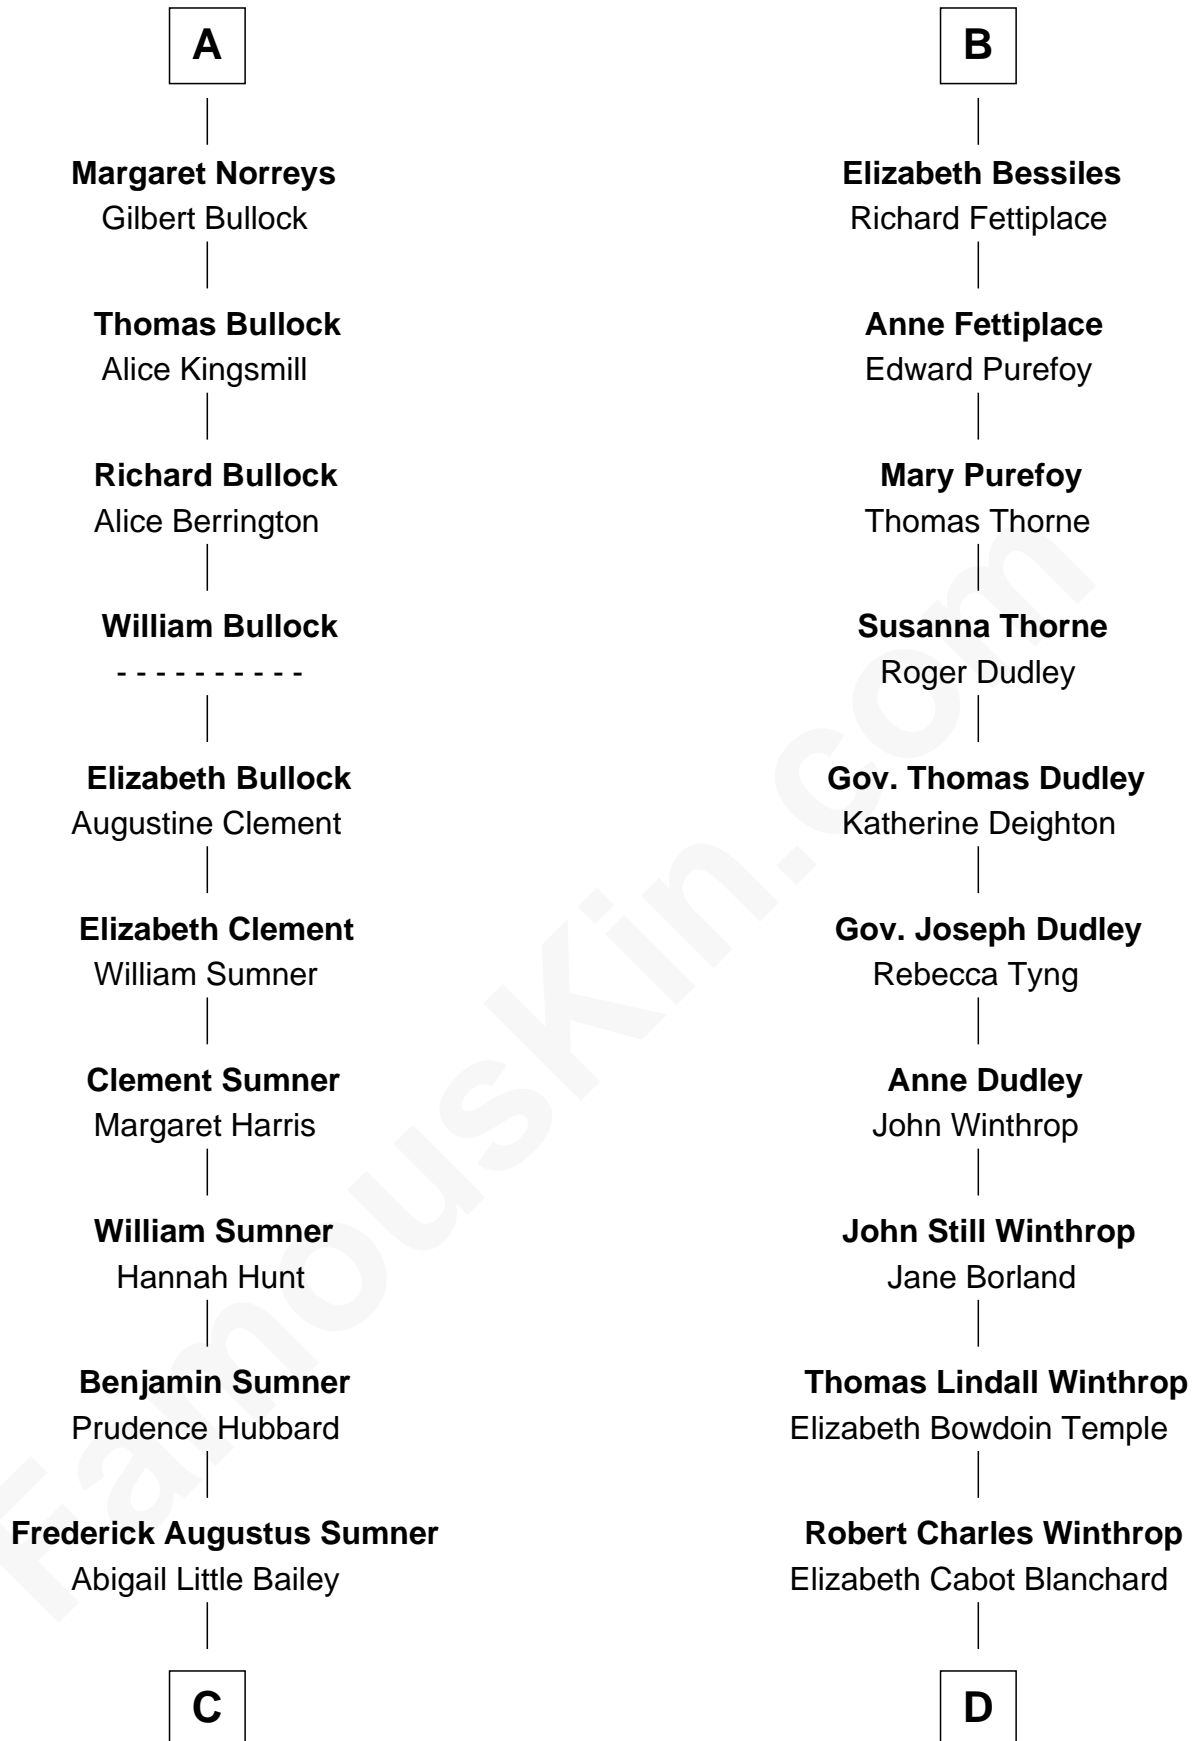 A
Margaret Norreys
Gilbert Bullock
Thomas Bullock
Alice Kingsmill
Richard Bullock
Alice Berrington
William Bullock
- - - - - - - - - -
Elizabeth Bullock
Augustine Clement
Elizabeth Clement
William Sumner
Clement Sumner
Margaret Harris
William Sumner
Hannah Hunt
Benjamin Sumner
Prudence Hubbard
Frederick Augustus Sumner
Abigail Little Bailey
C
B
Elizabeth Bessiles
Richard Fettiplace
Anne Fettiplace
Edward Purefoy
Mary Purefoy
Thomas Thorne
Susanna Thorne
Roger Dudley
Gov. Thomas Dudley
Katherine Deighton
Gov. Joseph Dudley
Rebecca Tyng
Anne Dudley
John Winthrop
John Still Winthrop
Jane Borland
Thomas Lindall Winthrop
Elizabeth Bowdoin Temple
Robert Charles Winthrop
Elizabeth Cabot Blanchard
D
FamousKin.com